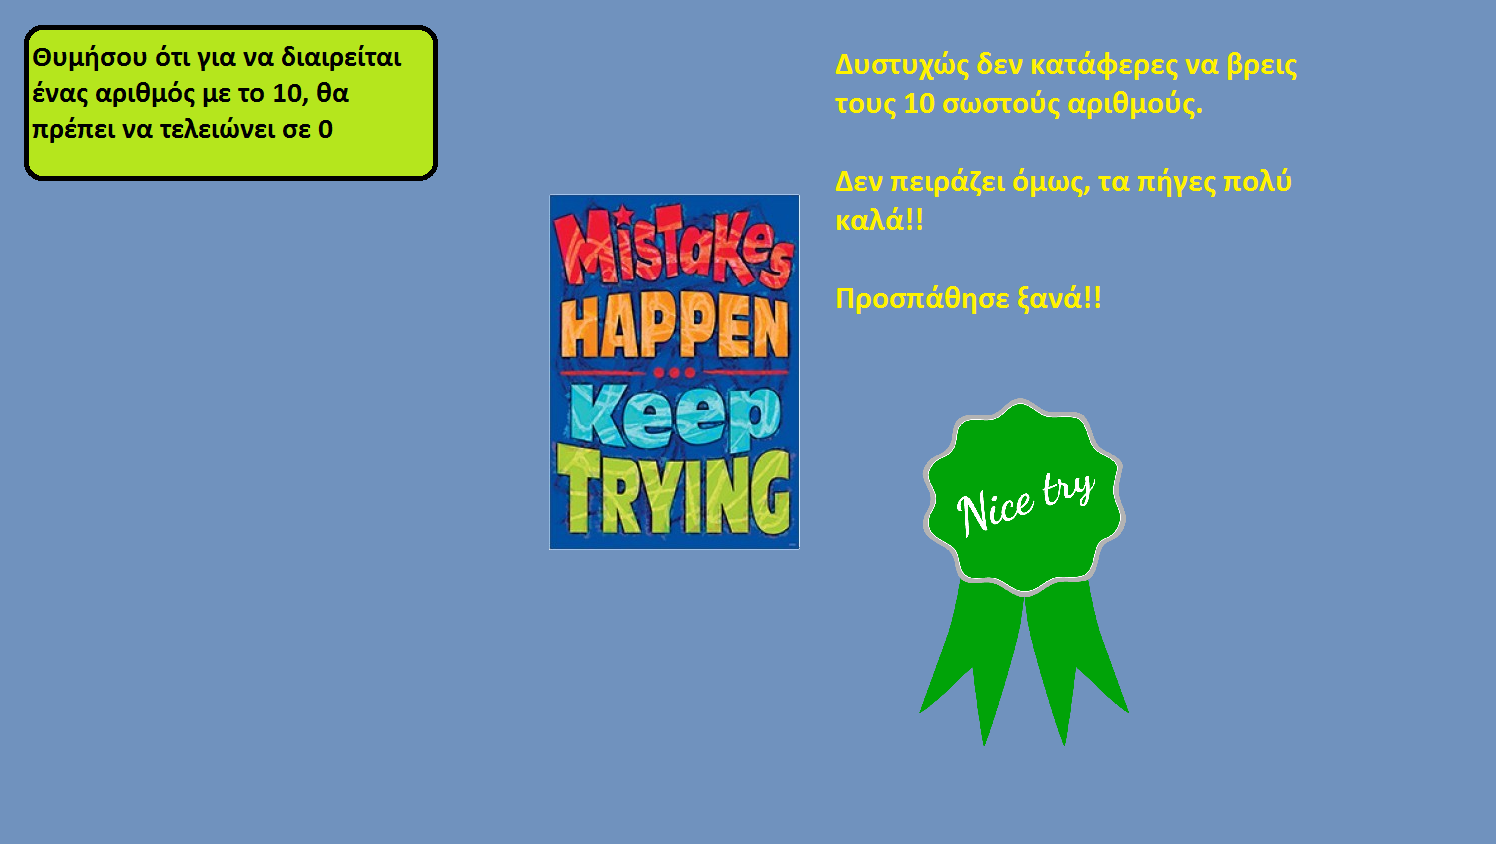 Θυμήσου ότι για να διαιρείται
ένας αριθμός με το 10, θα
πρέπει να τελειώνει σε 0
Δυστυχώς δεν κατάφερες να βρεις
τους 10 σωστούς αριθμούς.
Δεν πειράζει όμως, τα πήγες πολύ
καλά!!
Προσπάθησε ξανά!!
MisTaKes
HAPPEN
...
Keep
TRYING
Nice try